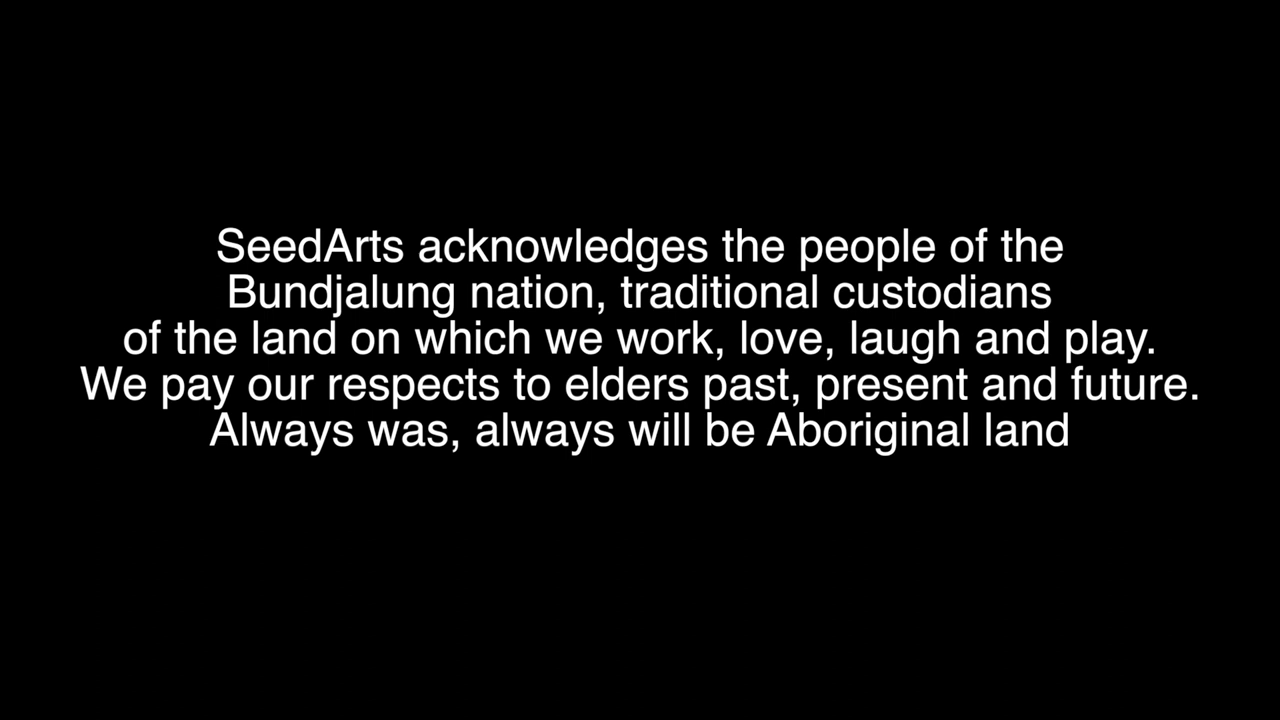 SeedArts acknowledges the people of the
Bundjalung nation, traditional custodians
of the land on which we work, love, laugh and play.
We pay our respects to elders past, present and future.
Always was, always will be Aboriginal land